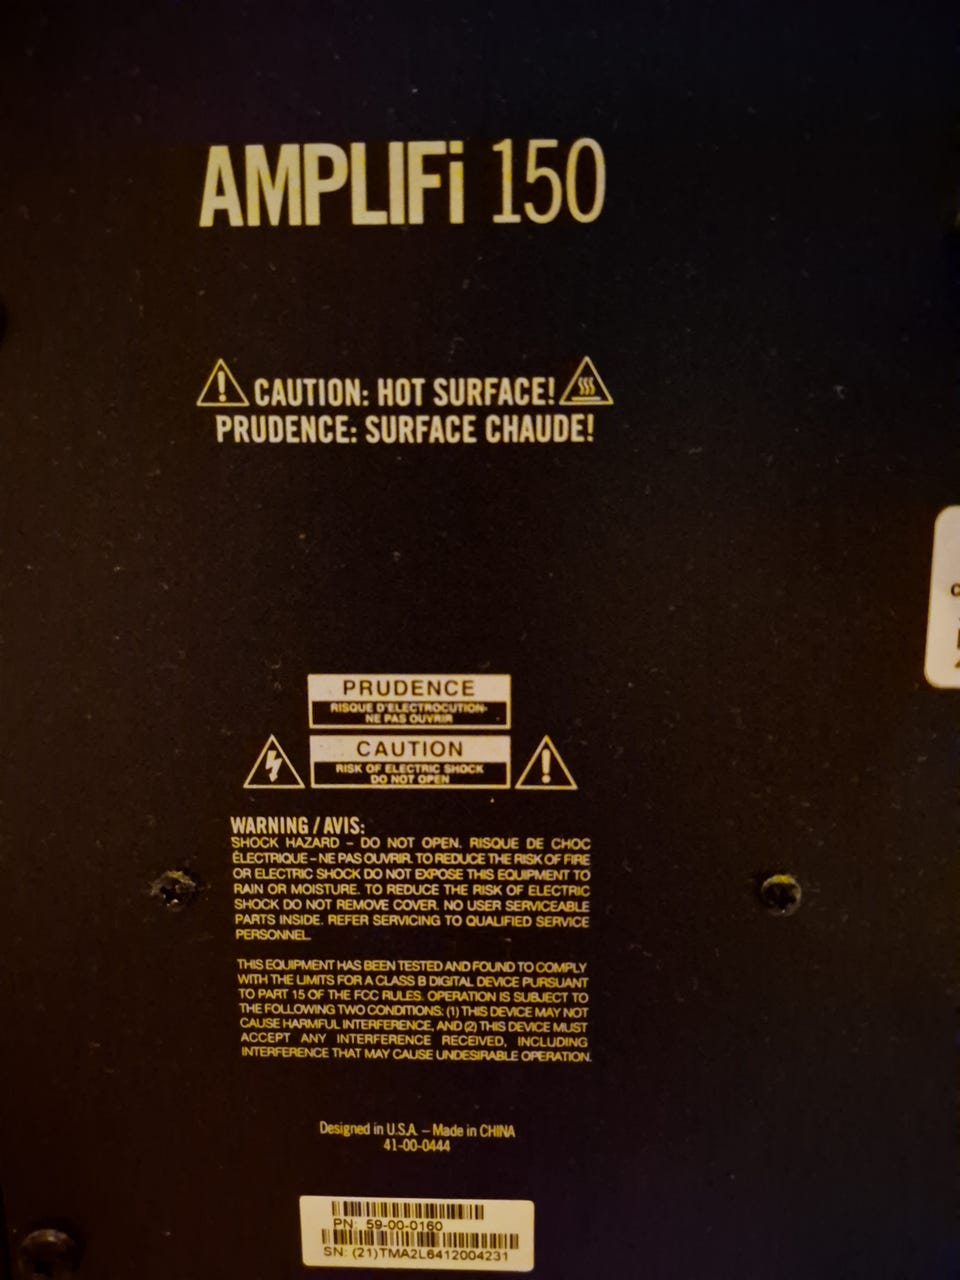 AMPLIFi 150
CAUTION: HOT SURFACE!
PRUDENCE: SURFACE CHAUDE!
PRUDENCE
RISQUE D'ELECTROCUTION-
NE PAS OUVRIR
CAUTION
RISK OF ELECTRIC SHOCK
DO NOT OPEN
WARNING / AVIS:
SHOCK HAZARD – DO NOT OPEN. RISQUE DE CHOC
ÉLECTRIQUE – NE PAS OUVRIR. TO REDUCE THE RISK OF FIRE
OR ELECTRIC SHOCK DO NOT EXPOSE THIS EQUIPMENT TO
RAIN OR MOISTURE. TO REDUCE THE RISK OF ELECTRIC
SHOCK DO NOT REMOVE COVER. NO USER SERVICEABLE
PARTS INSIDE. REFER SERVICING TO QUALIFIED SERVICE
PERSONNEL.
THIS EQUIPMENT HAS BEEN TESTED AND FOUND TO COMPLY
WITH THE LIMITS FOR A CLASS B DIGITAL DEVICE PURSUANT
TO PART 15 OF THE FCC RULES. OPERATION IS SUBJECT TO
THE FOLLOWING TWO CONDITIONS: (1) THIS DEVICE MAY NOT
CAUSE HARMFUL INTERFERENCE, AND (2) THIS DEVICE MUST
ACCEPT ANY INTERFERENCE RECEIVED, INCLUDING
INTERFERENCE THAT MAY CAUSE UNDESIRABLE OPERATION.
Designed in U.S.A. – Made in CHINA
41-00-0444
PN: 59-00-0160
SN: (21)TMA2L6412004231